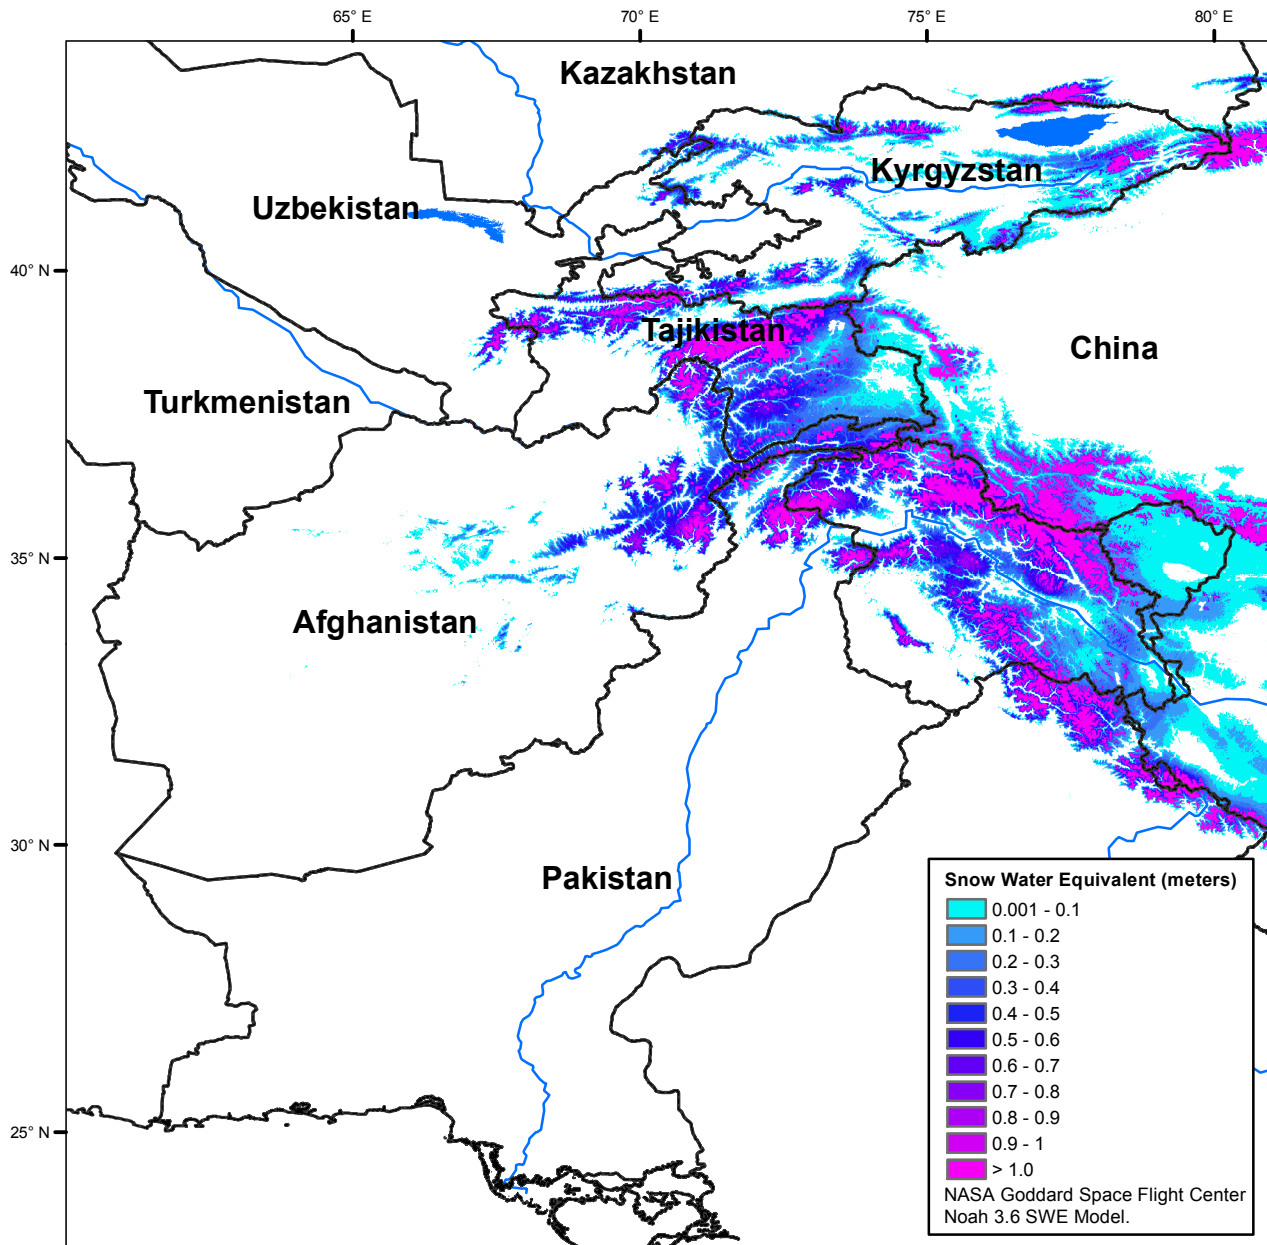 65° E
70° E
75° E
80° E
Kazakhstan
Kyrgyzstan
Uzbekistan
40° N
Tajikistan
China
Turkmenistan
35° N
Afghanistan
30° N
Pakistan
25° N
Snow Water Equivalent (meters)
0.001 - 0.1
0.1 - 0.2
0.2 - 0.3
0.3 - 0.4
0.4 - 0.5
0.5 - 0.6
0.6 - 0.7
0.7 - 0.8
0.8 - 0.9
0.9 - 1
> 1.0
NASA Goddard Space Flight Center
Noah 3.6 SWE Model.